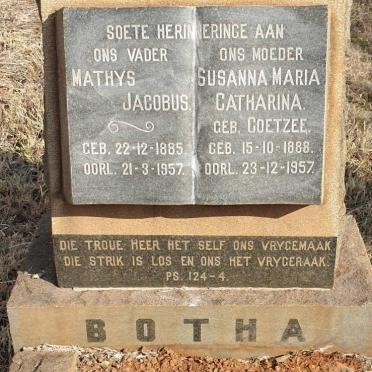 SOETE HERINNERINGE AAN
ONS VADER ONS MOEDER
MATHYS SUSANNA MARIA
JACOBUS CATHARINA.
GEB. COETZEE.
GEB. 22-12-1885. GEB. 15-10-1888.
OORL. 21-3-1957. OORL. 23-12-1957.
DIE TROUE HEER HET SELF ONS VRYGEMAAK
DIE STRIK IS LOS EN ONS HET VRYGERAAK.
PS. 124-4.
BOTHA